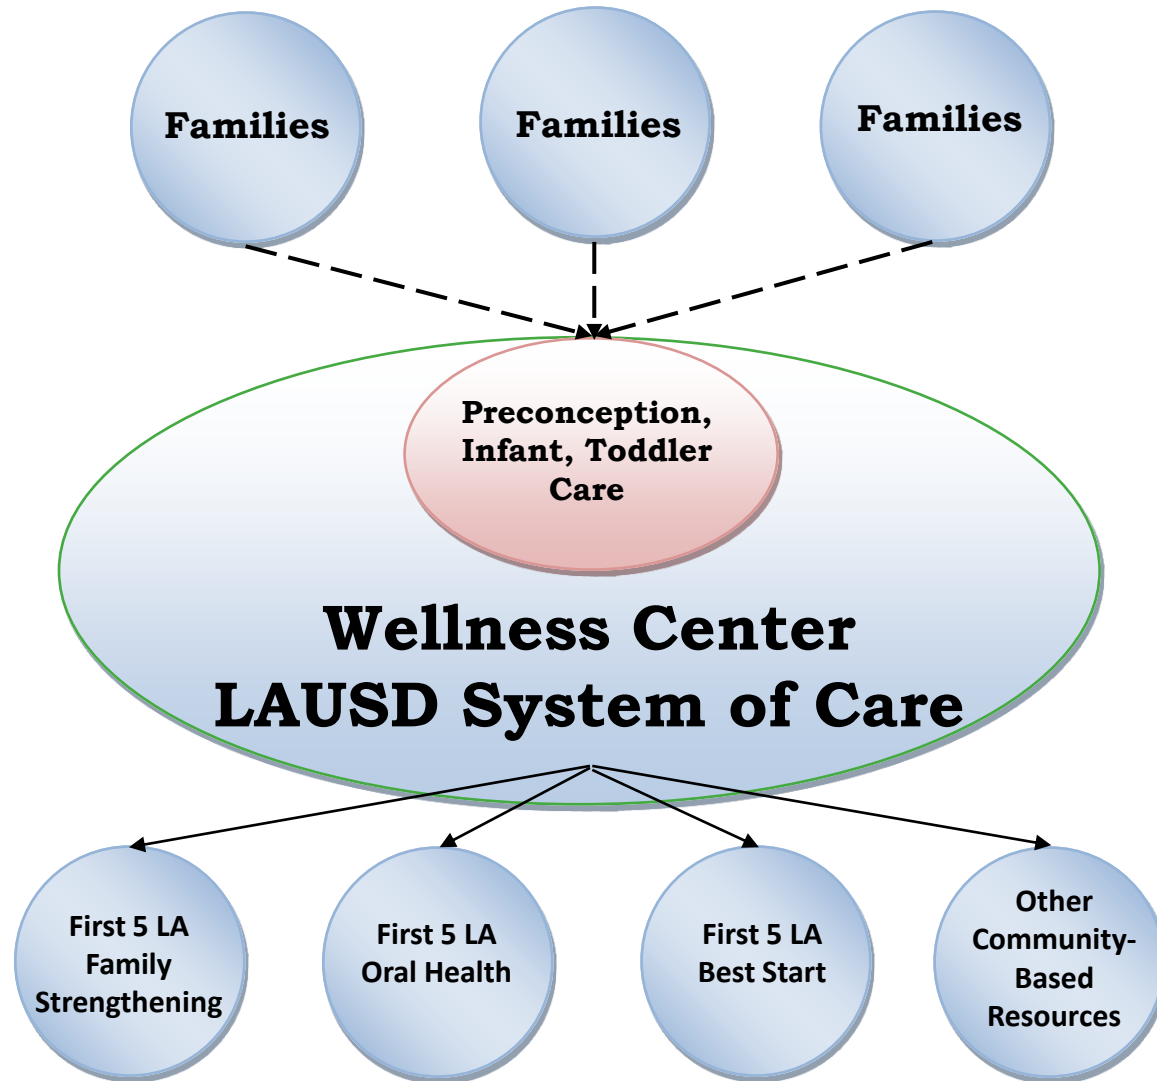 Families
Families
Families
Preconception,
Infant, Toddler
Care
Wellness Center
LAUSD System of Care
First 5 LA
Family
Strengthening
First 5 LA
Oral Health
First 5 LA
Best Start
Other
Community-
Based
Resources